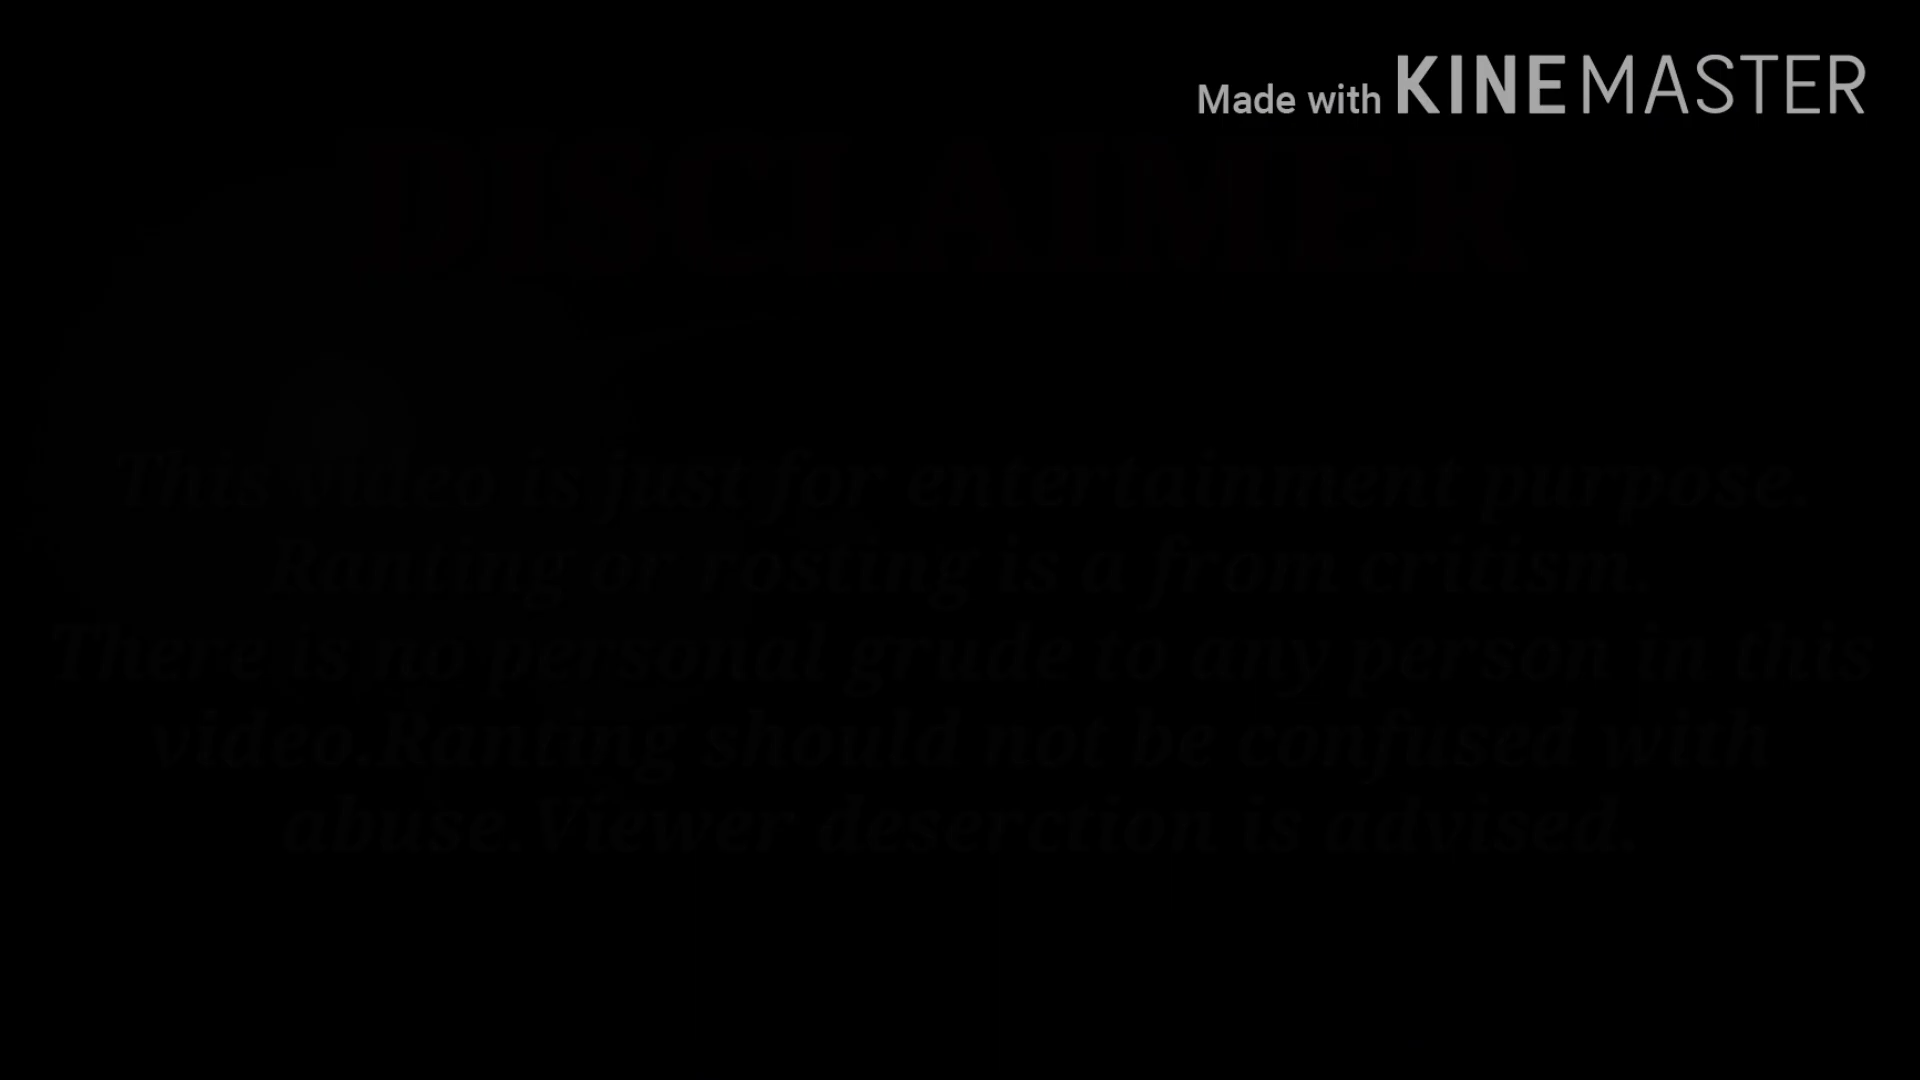 Made with KINEMASTER
DISCLAIMER
This video is just for entertainment purpose.
Ranting or rosting is a from critism.
There is no personal grude to any person in this
video.Ranting should not be confused with
abuse.Viewer deserction is advised.